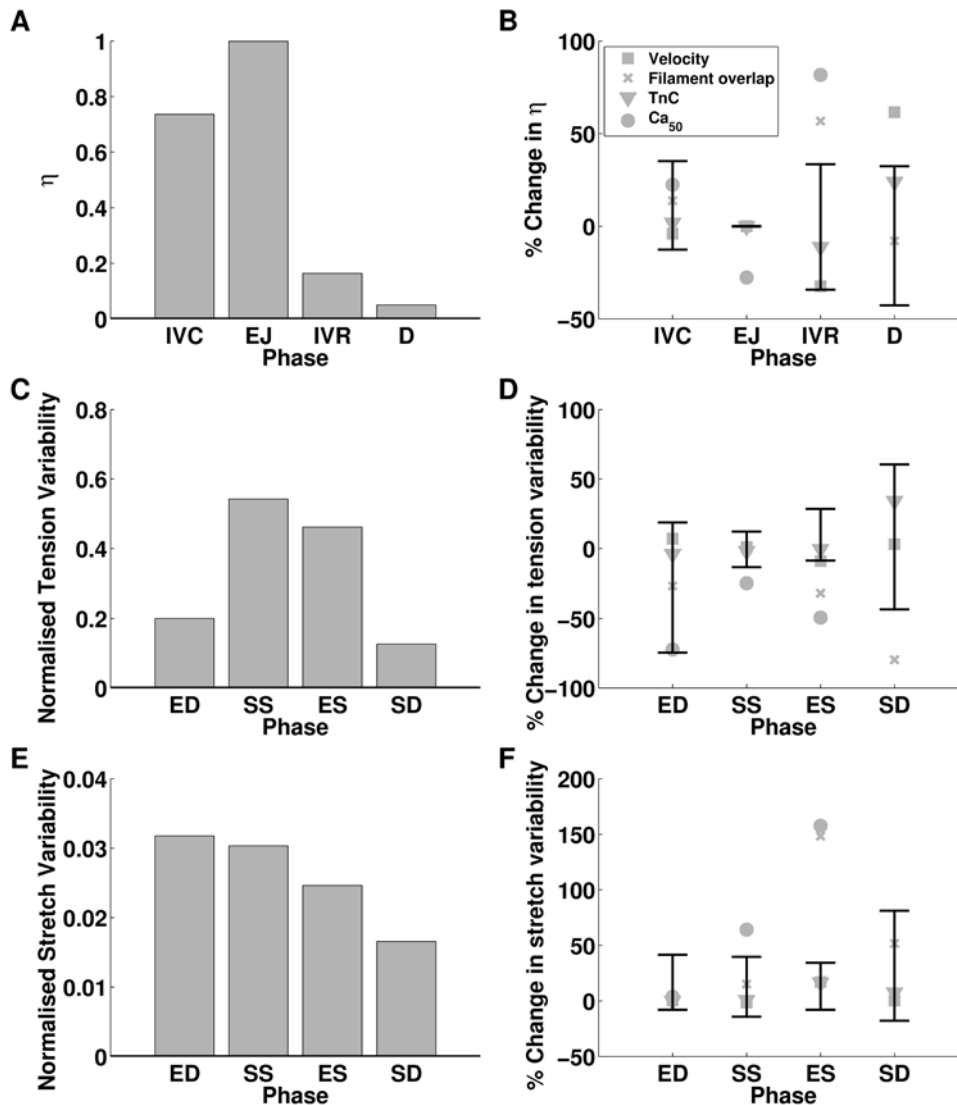 A
1
0.8
0.6
0.4
0.2
0
η
IVC EJ IVR D
Phase
B
100
50
0
−50
% Change in η
Velocity
Filament overlap
TnC
Ca50
IVC EJ IVR D
Phase
C
0.8
0.6
0.4
0.2
0
Normalised Tension Variability
ED SS ES SD
Phase
D
100
50
0
−50
−100
% Change in tension variability
ED SS ES SD
Phase
E
0.04
0.03
0.02
0.01
0
Normalised Stretch Variability
ED SS ES SD
Phase
F
200
150
100
50
0
−50
% Change in stretch variability
ED SS ES SD
Phase